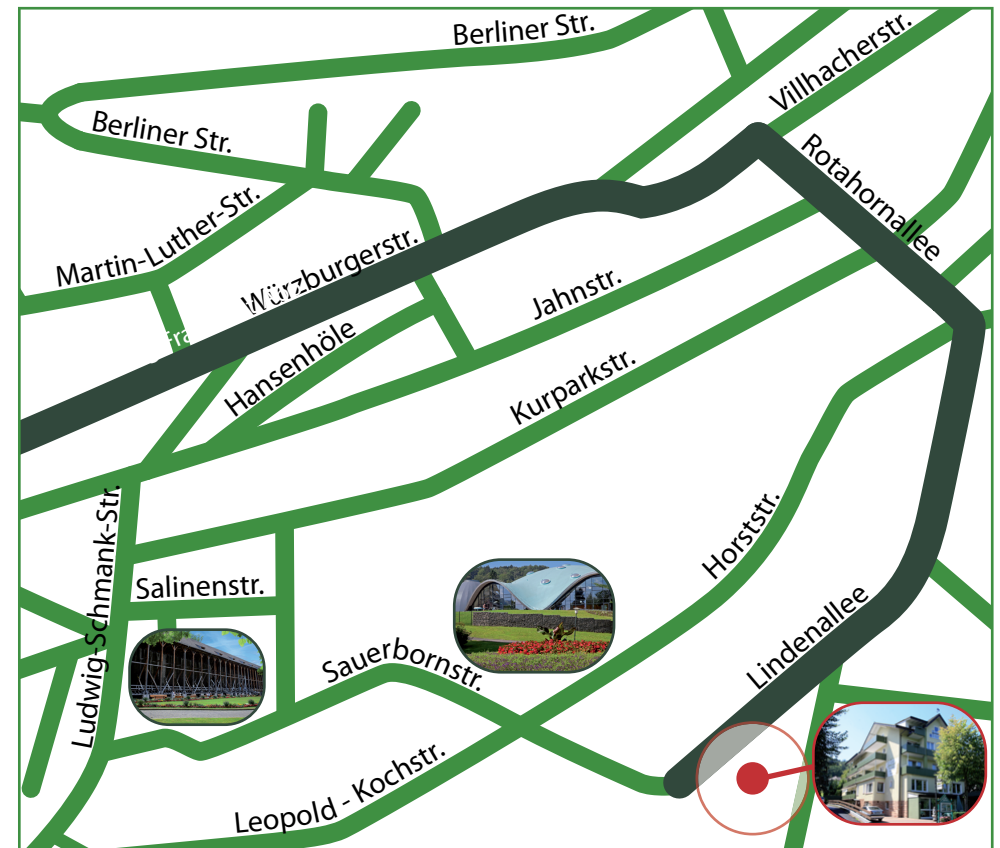 Berliner Str.
Villhacherstr.
Berliner Str.
Rotahornallee
Martin-Luther-Str.
Würzburgerstr.
Jahnstr.
Hansenhöle
Kurparkstr.
Ludwig-Schmank-Str.
Horststr.
Salinenstr.
Lindenallee
Sauerbornstr.
Leopold - Kochstr.